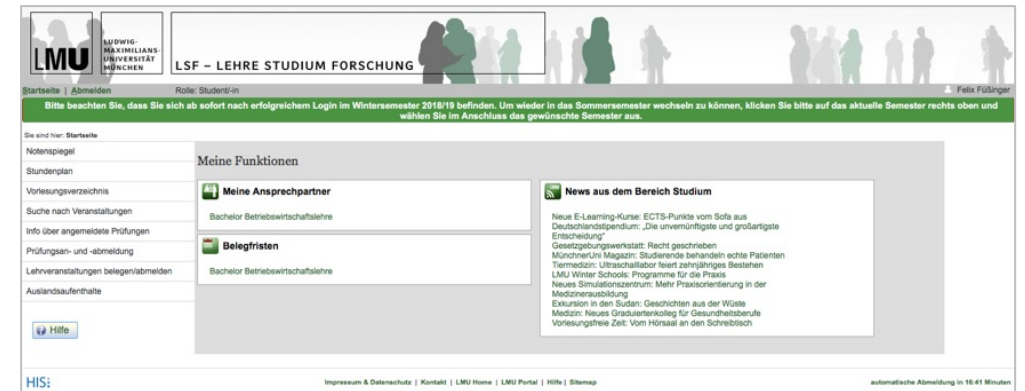 LMU
LUDWIG-
MAXIMILIANS-
UNIVERSITÄT
MÜNCHEN
LSF – LEHRE STUDIUM FORSCHUNG
Startseite | Abmelden Rolle: Student/-in Felix Füßinger
Bitte beachten Sie, dass Sie sich ab sofort nach erfolgreichem Login im Wintersemester 2018/19 befinden. Um wieder in das Sommersemester wechseln zu können, klicken Sie bitte auf das aktuelle Semester rechts oben und
wählen Sie im Anschluss das gewünschte Semester aus.
Sie sind hier: Startseite
Notenspiegel
Stundenplan
Vorlesungsverzeichnis
Suche nach Veranstaltungen
Info über angemeldete Prüfungen
Prüfungsan- und -abmeldung
Lehrveranstaltungen belegen/abmelden
Auslandsaufenthalte
Hilfe
Meine Funktionen
Meine Ansprechpartner
Bachelor Betriebswirtschaftslehre
Belegfristen
Bachelor Betriebswirtschaftslehre
News aus dem Bereich Studium
Neue E-Learning-Kurse: ECTS-Punkte vom Sofa aus
Deutschlandstipendium: „Die unvernünftigste und großartigste
Entscheidung“
Gesetzgebungswerkstatt: Recht geschrieben
MünchnerUni Magazin: Studierende behandeln echte Patienten
Tiermedizin: Ultraschalllabor feiert zehnjähriges Bestehen
LMU Winter Schools: Programme für die Praxis
Neues Simulationszentrum: Mehr Praxisorientierung in der
Medizinerausbildung
Exkursion in den Sudan: Geschichten aus der Wüste
Medizin: Neues Graduiertenkolleg für Gesundheitsberufe
Vorlesungsfreie Zeit: Vom Hörsaal an den Schreibtisch
HIS:
Impressum & Datenschutz | Kontakt | LMU Home | LMU Portal | Hilfe | Sitemap
automatische Abmeldung in 16:41 Minuten